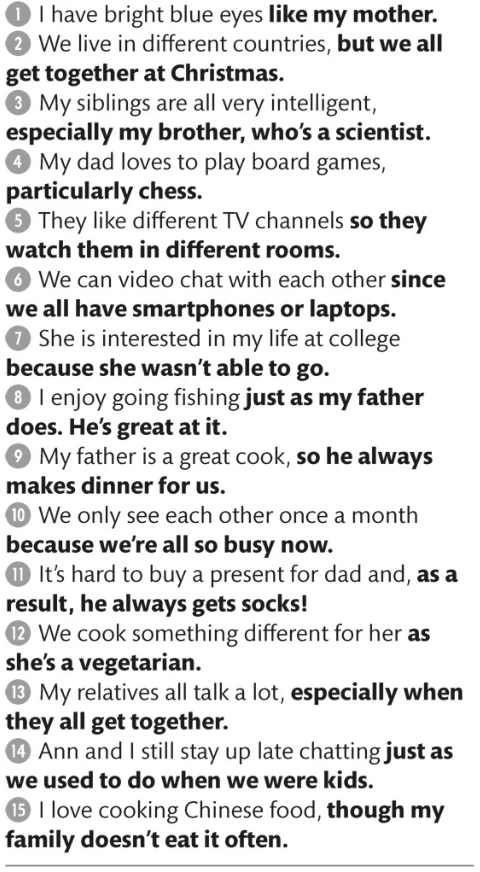 1 I have bright blue eyes like my mother.
2 We live in different countries, but we all
get together at Christmas.
3 My siblings are all very intelligent,
especially my brother, who's a scientist.
4 My dad loves to play board games,
particularly chess.
5 They like different TV channels so they
watch them in different rooms.
6 We can video chat with each other since
we all have smartphones or laptops.
7 She is interested in my life at college
because she wasn't able to go.
8 I enjoy going fishing just as my father
does. He's great at it.
9 My father is a great cook, so he always
makes dinner for us.
10 We only see each other once a month
because we're all so busy now.
11 It's hard to buy a present for dad and, as a
result, he always gets socks!
12 We cook something different for her as
she's a vegetarian.
13 My relatives all talk a lot, especially when
they all get together.
14 Ann and I still stay up late chatting just as
we used to do when we were kids.
15 I love cooking Chinese food, though my
family doesn't eat it often.